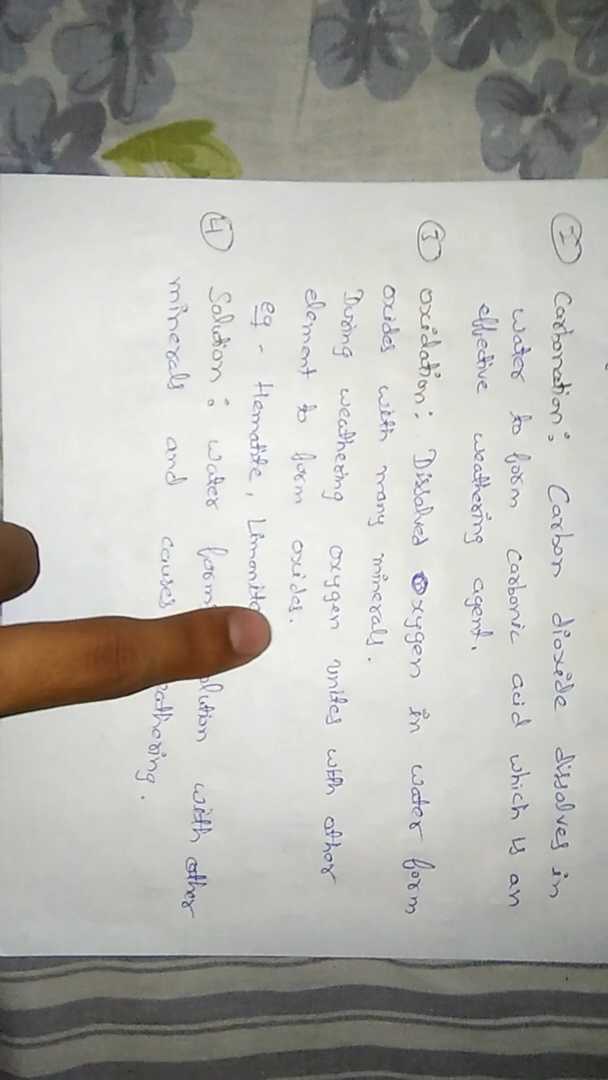 ② Carbonation: Carbon dioxide dissolves in
water to form carbonic acid which is an
effective weathering agent.
③ oxidation: Dissolved Oxygen in water form
oxides with many minerals.
During weathering oxygen unites with other
element to form oxides.
eg - Hematite, Limonite
④ Solution: water form olution with other
minerals and causes athering.